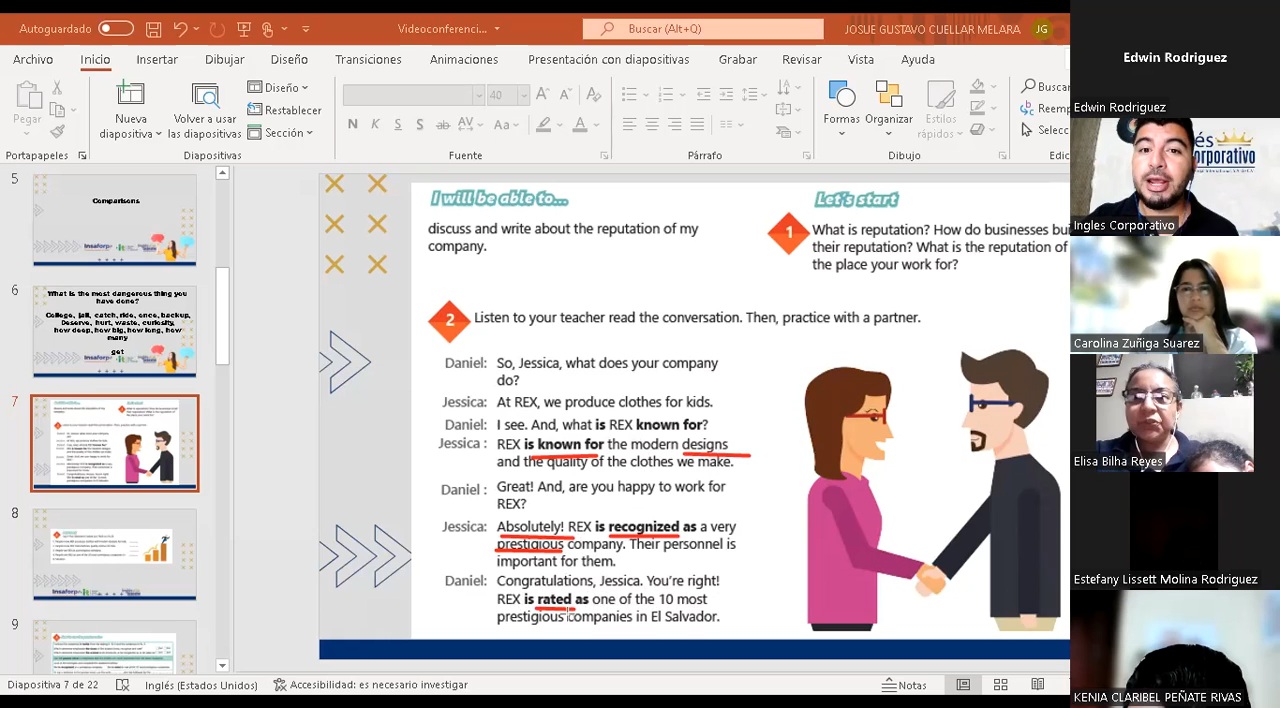 Autoguardado
Videoconferenci...
Buscar (Alt+Q)
JOSUE GUSTAVO CUELLAR MELARA
JG
Archivo Inicio Insertar Dibujar Diseño Transiciones Animaciones Presentación con diapositivas Grabar Revisar Vista Ayuda
Pegar
Nueva
diapositiva
Volver a usar
las diapositivas
Diseño
Restablecer
Sección
40
Formas
Organizar
Estilos
rápidos
Buscar
Reemp
Selecc
Portapapeles
Diapositivas
Fuente
Párrafo
Dibujo
Edic
5
Comparisons
Insaforp
6
What is the most dangerous thing you
have done?
College, jail, catch, ride, once, backup,
Deserve, hurt, waste, curiosity,
how deep, how big, how long, how
many
get
Insaforp
7
8
Insaforp
9
I will be able to...
discuss and write about the reputation of my
company.
Let's start
1
What is reputation? How do businesses bui
their reputation? What is the reputation of
the place your work for?
2
Listen to your teacher read the conversation. Then, practice with a partner.
Daniel: So, Jessica, what does your company
do?
Jessica: At REX, we produce clothes for kids.
Daniel: I see. And, what is REX known for?
Jessica : REX is known for the modern designs
and the quality of the clothes we make.
Daniel : Great! And, are you happy to work for
REX?
Jessica: Absolutely! REX is recognized as a very
prestigious company. Their personnel is
important for them.
Daniel: Congratulations, Jessica. You're right!
REX is rated as one of the 10 most
prestigious companies in El Salvador.
Diapositiva 7 de 22
Inglés (Estados Unidos)
Accesibilidad: es necesario investigar
Notas
Edwin Rodriguez
Edwin Rodriguez
és
orporativo
Ingles Corporativo
Carolina Zuñiga Suarez
Elisa Bilha Reyes
Estefany Lissett Molina Rodriguez
KENIA CLARIBEL PEÑATE RIVAS